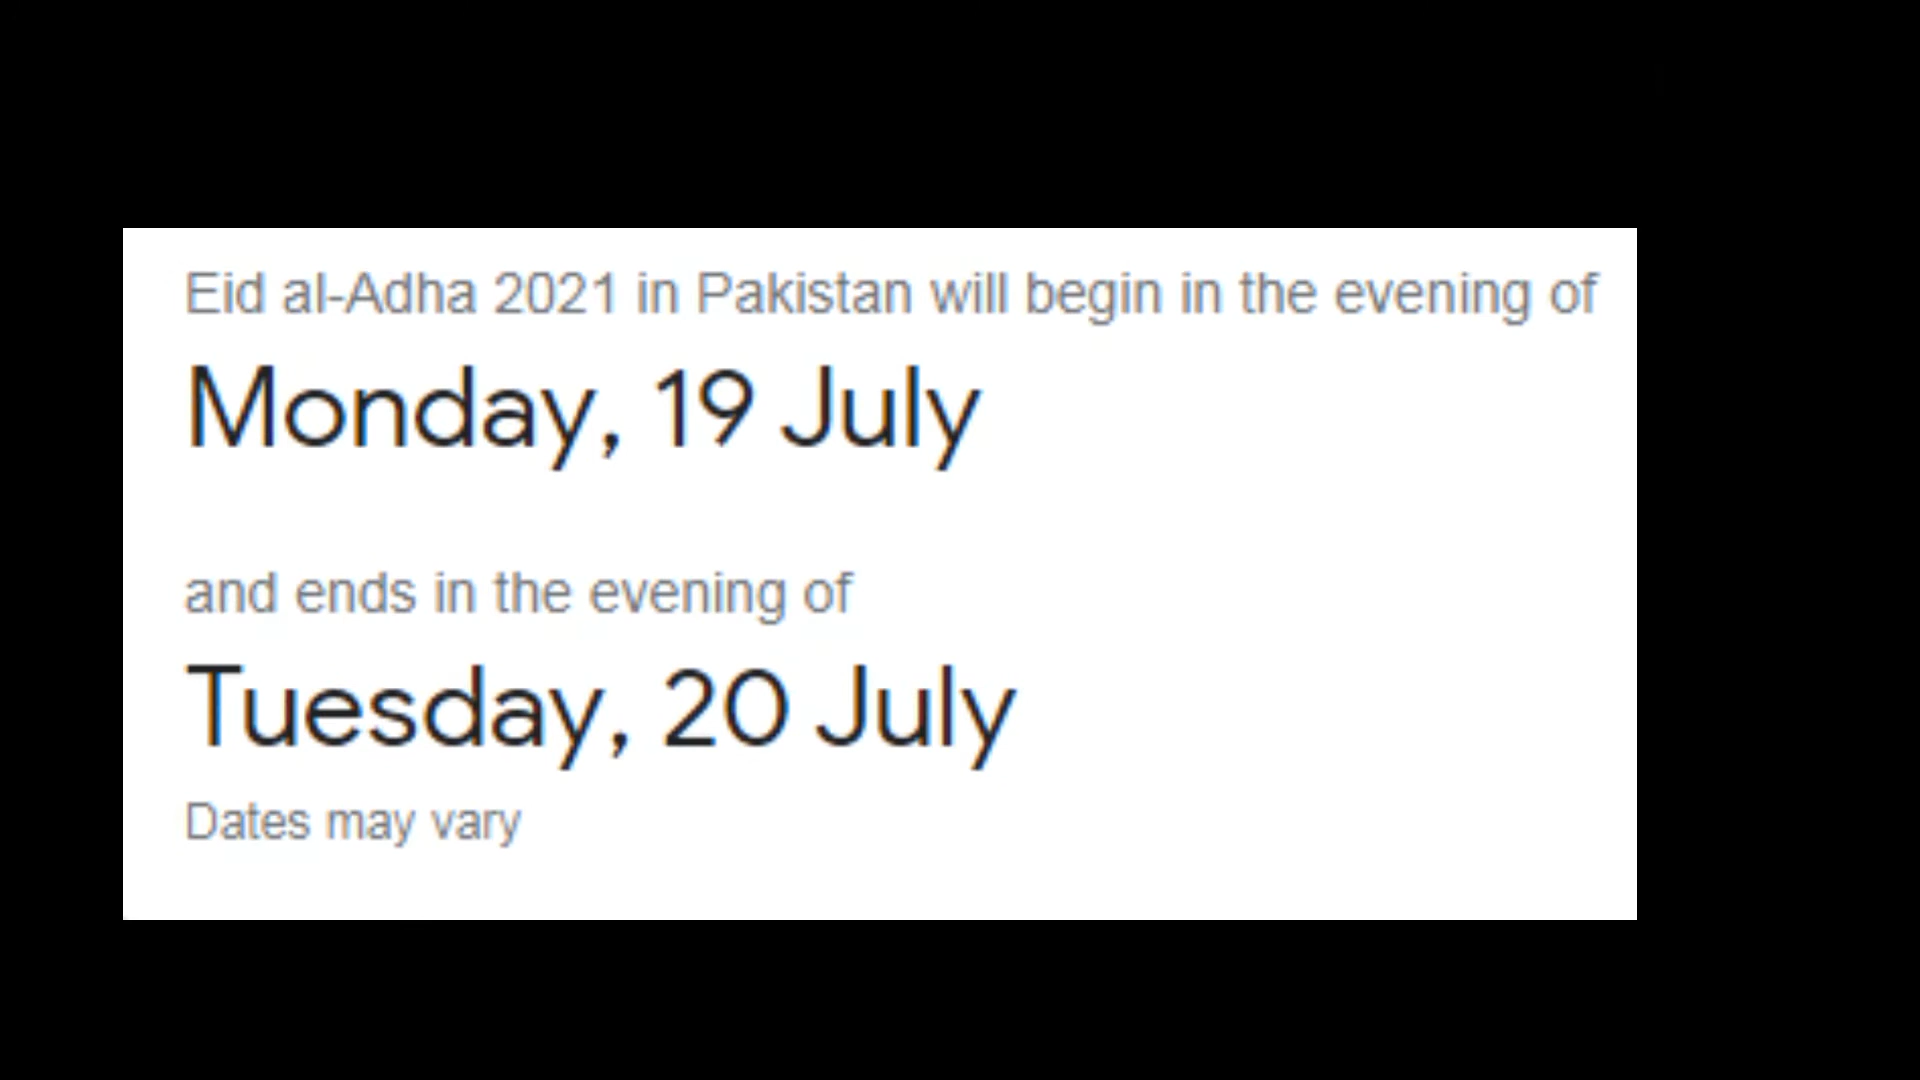 Eid al-Adha 2021 in Pakistan will begin in the evening of
Monday, 19 July
and ends in the evening of
Tuesday, 20 July
Dates may vary